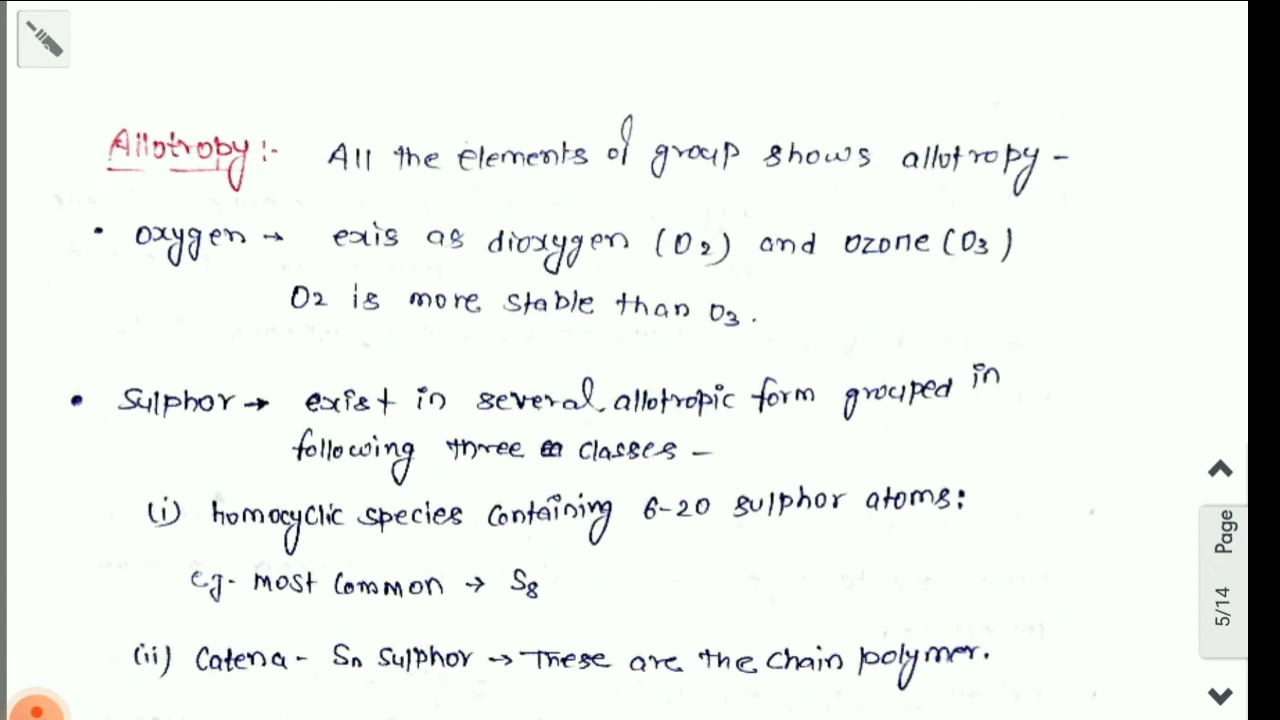 Allotropy :- All the elements of group shows allotropy -
• Oxygen → exis as dioxygen (O2) and ozone (O3)
O2 is more stable than O3.
• Sulphor → exist in several allotropic form grouped in
following three classes -
(i) homocyclic species containing 6-20 sulphor atoms:
eg- most common → S8
(ii) Catena - Sn sulphor → These are the chain polymer.
5/14 Page